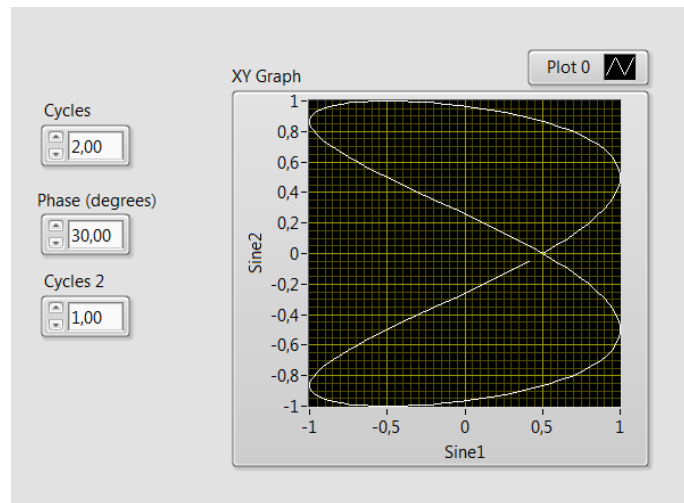 Plot 0
XY Graph
Cycles
2,00
Phase (degrees)
30,00
Cycles 2
1,00
Sine2
1
0,8
0,6
0,4
0,2
0
-0,2
-0,4
-0,6
-0,8
-1
-1 -0,5 0 0,5 1
Sine1